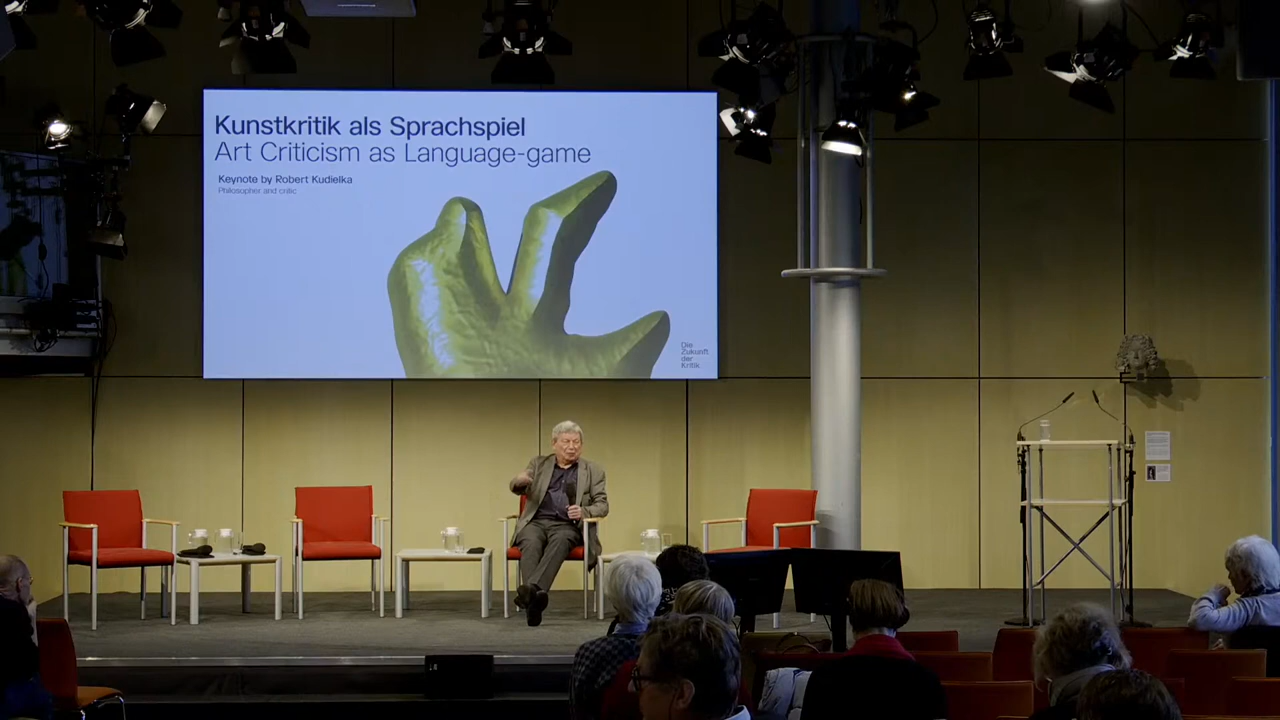 Kunstkritik als Sprachspiel
Art Criticism as Language-game
Keynote by Robert Kudielka
Philosopher and critic
Die
Zukunft
der
Kritik